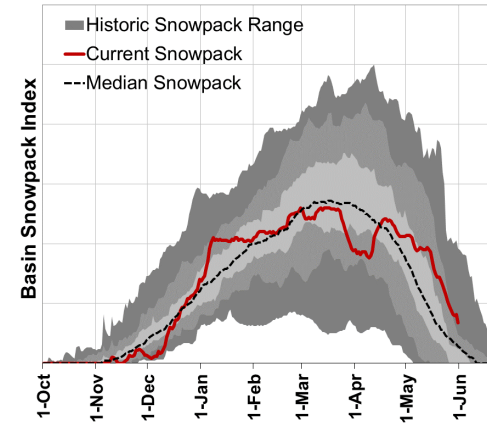 Historic Snowpack Range
Current Snowpack
Median Snowpack
Basin Snowpack Index
1-Oct
1-Nov
1-Dec
1-Jan
1-Feb
1-Mar
1-Apr
1-May
1-Jun